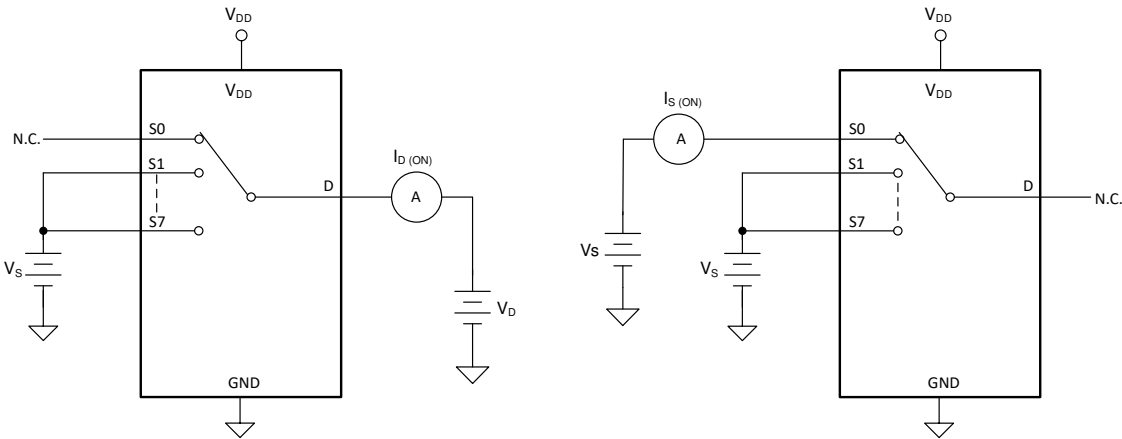 VDD
VDD
N.C.
S0
S1
S7
D
ID (ON)
A
VS
VD
GND
VDD
VDD
IS (ON)
A
S0
S1
S7
D
N.C.
Vs
VS
GND